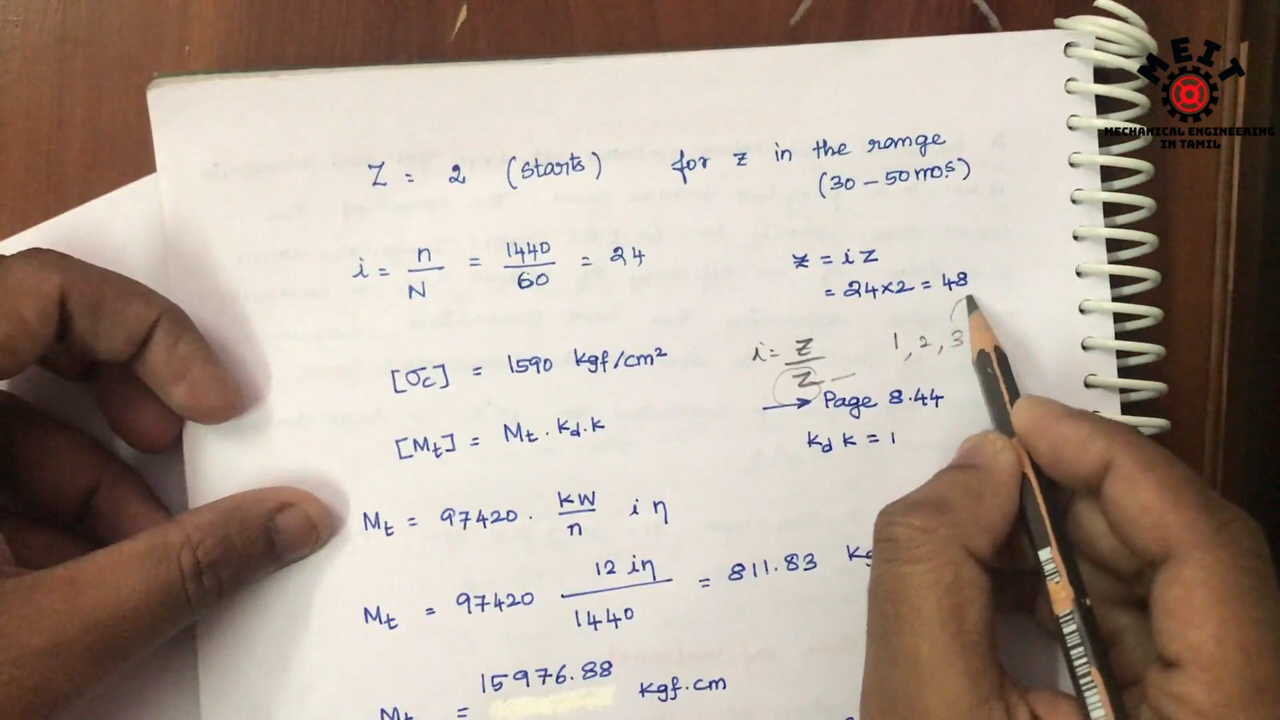 MEIT
MECHANICAL ENGINEERING
IN TAMIL
Z = 2 (starts) for z in the range
(30 - 50 nos)
i = n/N = 1440/60 = 24
z = iZ
= 24×2 = 48
i = z/Z
1, 2, 3
[σc] = 1590 kgf/cm²
→ Page 8.44
[Mt] = Mt . kd . k
kd k = 1
Mt = 97420 . kW/n i η
Mt = 97420 12 iη/1440 = 811.83
15976.88
Mt = kgf.cm